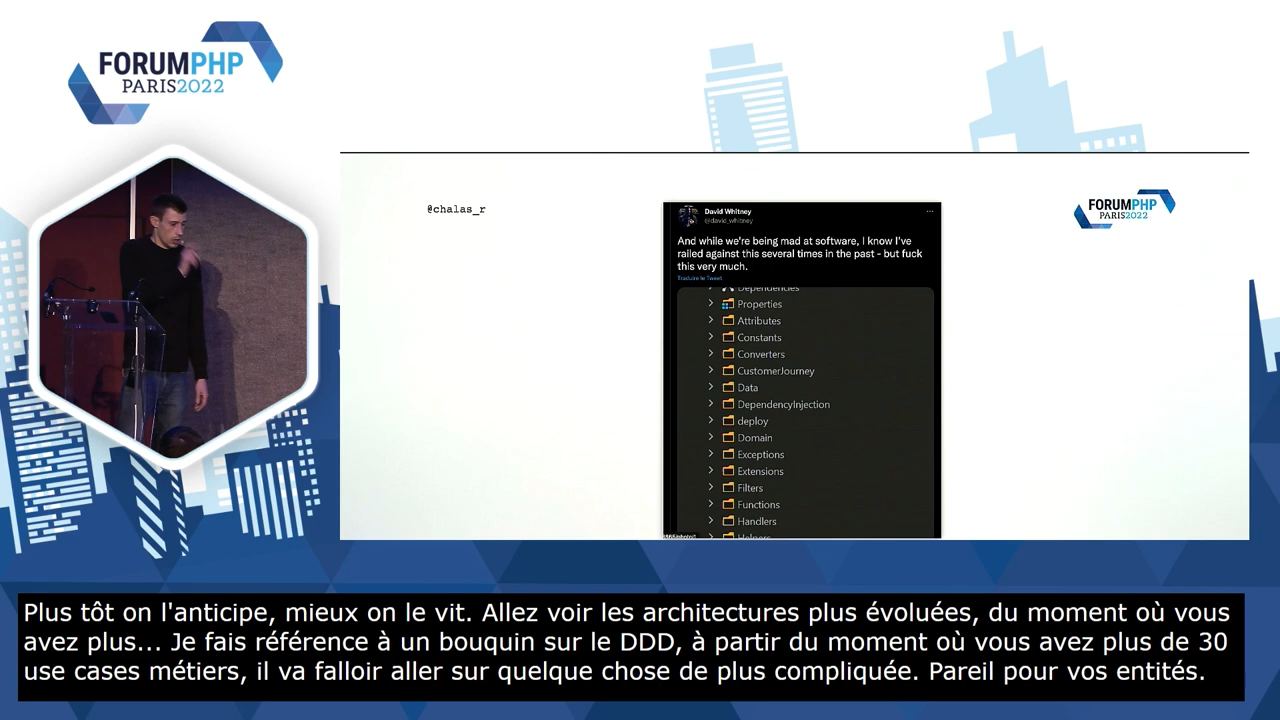 FORUMPHP
PARIS2022
@chalas_r
FORUMPHP
PARIS2022
David Whitney
@david_whitney
And while we're being mad at software, I know I've
railed against this several times in the past - but fuck
this very much.
Traduire le Tweet
Dependencies
Properties
Attributes
Constants
Converters
CustomerJourney
Data
DependencyInjection
deploy
Domain
Exceptions
Extensions
Filters
Functions
Handlers
Helpers
Plus tôt on l'anticipe, mieux on le vit. Allez voir les architectures plus évoluées, du moment où vous
avez plus... Je fais référence à un bouquin sur le DDD, à partir du moment où vous avez plus de 30
use cases métiers, il va falloir aller sur quelque chose de plus compliquée. Pareil pour vos entités.